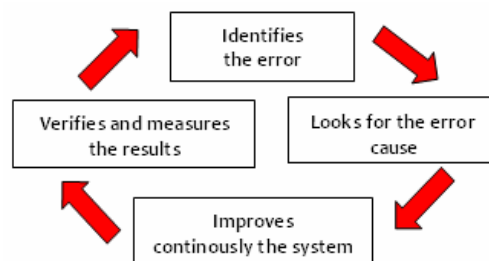 Identifies
the error
Looks for the error
cause
Improves
continously the system
Verifies and measures
the results